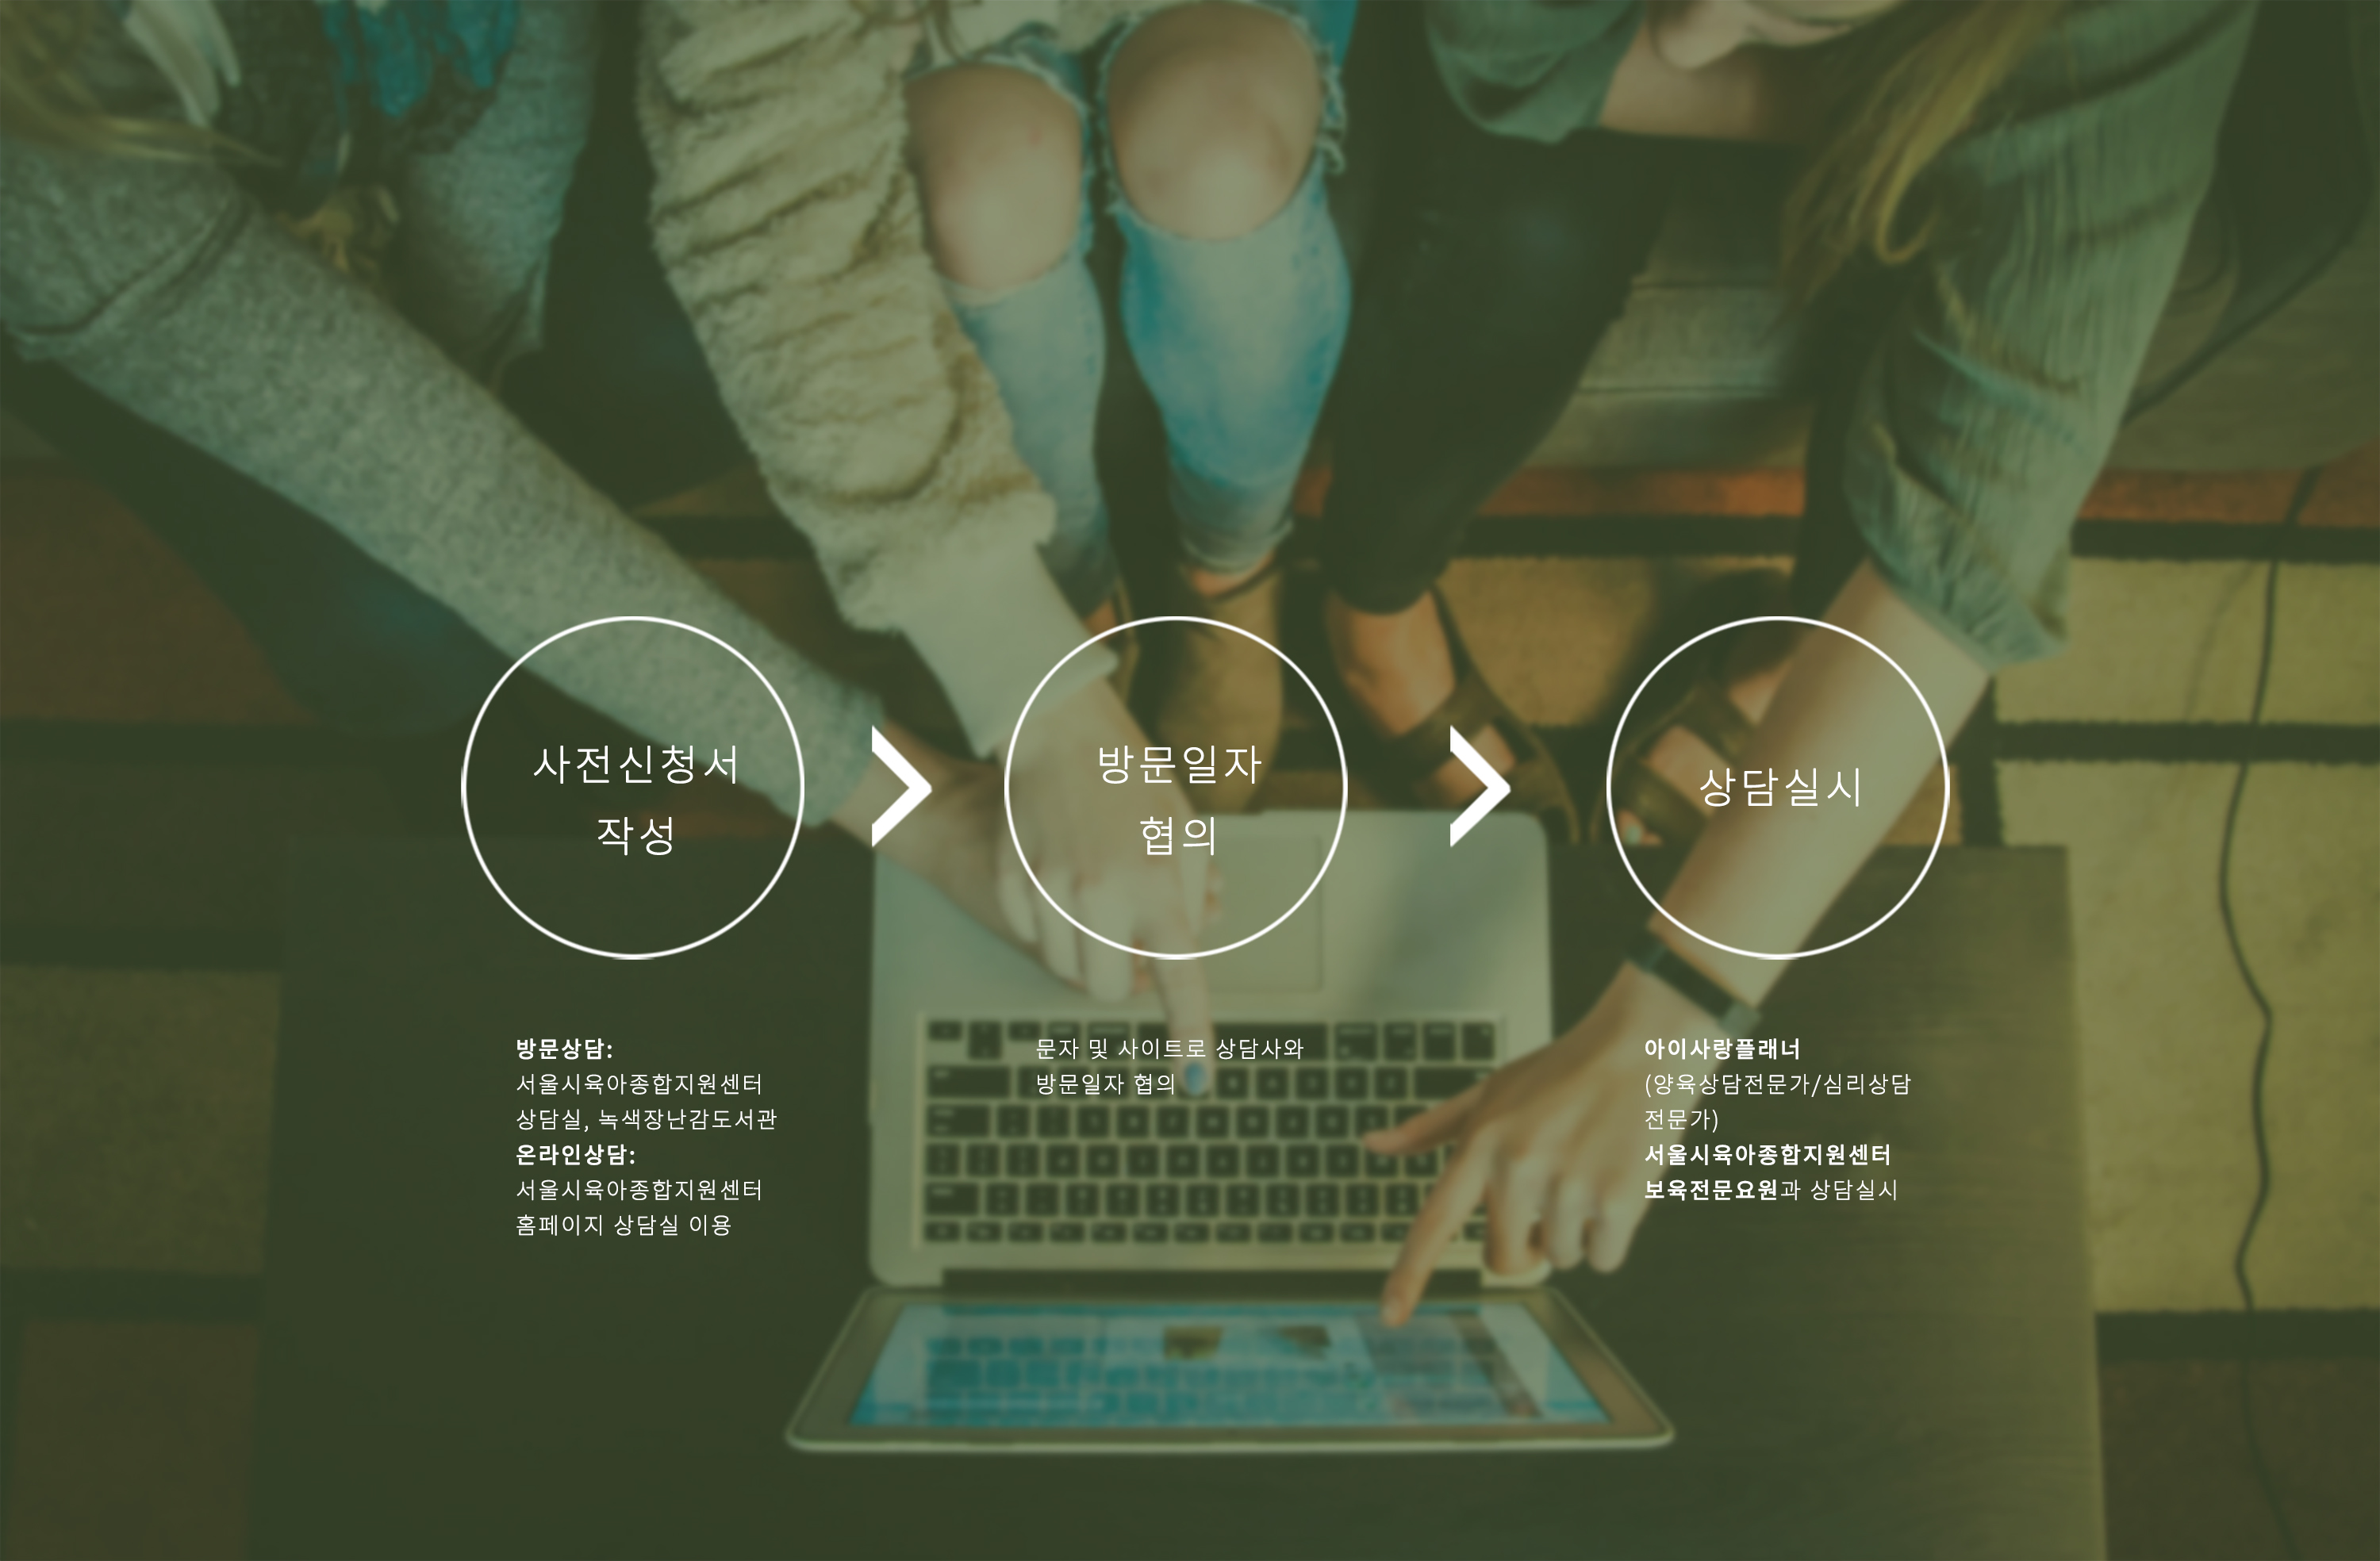 사전신청서
작성
방문일자
협의
상담실시
방문상담:
서울시육아종합지원센터
상담실, 녹색장난감도서관
온라인상담:
서울시육아종합지원센터
홈페이지 상담실 이용
문자 및 사이트로 상담사와
방문일자 협의
아이사랑플래너
(양육상담전문가/심리상담
전문가)
서울시육아종합지원센터
보육전문요원과 상담실시